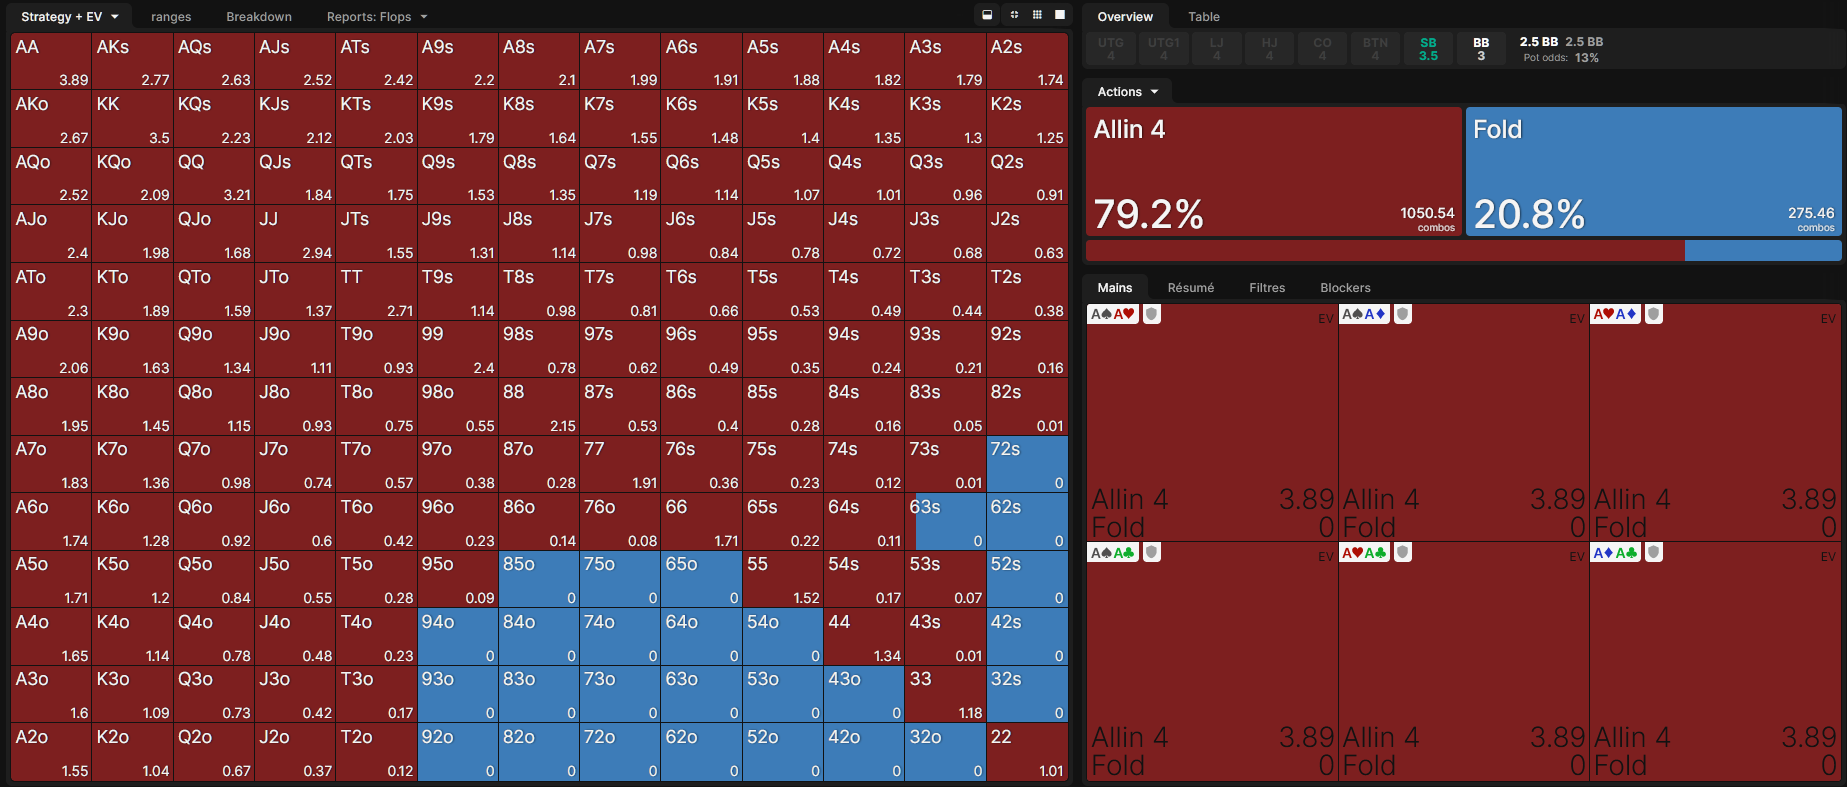 Strategy + EV ranges Breakdown Reports: Flops
AA AKs AQs AJs ATs A9s A8s A7s A6s A5s A4s A3s A2s
3.89 2.77 2.63 2.52 2.42 2.2 2.1 1.99 1.91 1.88 1.82 1.79 1.74
AKo KK KQs KJs KTs K9s K8s K7s K6s K5s K4s K3s K2s
2.67 3.5 2.23 2.12 2.03 1.79 1.64 1.55 1.48 1.4 1.35 1.3 1.25
AQo KQo QQ QJs QTs Q9s Q8s Q7s Q6s Q5s Q4s Q3s Q2s
2.52 2.09 3.21 1.84 1.75 1.53 1.35 1.19 1.14 1.07 1.01 0.96 0.91
AJo KJo QJo JJ JTs J9s J8s J7s J6s J5s J4s J3s J2s
2.4 1.98 1.68 2.94 1.55 1.31 1.14 0.98 0.84 0.78 0.72 0.68 0.63
ATo KTo QTo JTo TT T9s T8s T7s T6s T5s T4s T3s T2s
2.3 1.89 1.59 1.37 2.71 1.14 0.98 0.81 0.66 0.53 0.49 0.44 0.38
A9o K9o Q9o J9o T9o 99 98s 97s 96s 95s 94s 93s 92s
2.06 1.63 1.34 1.11 0.93 2.4 0.78 0.62 0.49 0.35 0.24 0.21 0.16
A8o K8o Q8o J8o T8o 98o 88 87s 86s 85s 84s 83s 82s
1.95 1.45 1.15 0.93 0.75 0.55 2.15 0.53 0.4 0.28 0.16 0.05 0.01
A7o K7o Q7o J7o T7o 97o 87o 77 76s 75s 74s 73s 72s
1.83 1.36 0.98 0.74 0.57 0.38 0.28 1.91 0.36 0.23 0.12 0.01 0
A6o K6o Q6o J6o T6o 96o 86o 76o 66 65s 64s 63s 62s
1.74 1.28 0.92 0.6 0.42 0.23 0.14 0.08 1.71 0.22 0.11 0 0
A5o K5o Q5o J5o T5o 95o 85o 75o 65o 55 54s 53s 52s
1.71 1.2 0.84 0.55 0.28 0.09 0 0 0 1.52 0.17 0.07 0
A4o K4o Q4o J4o T4o 94o 84o 74o 64o 54o 44 43s 42s
1.65 1.14 0.78 0.48 0.23 0 0 0 0 0 1.34 0.01 0
A3o K3o Q3o J3o T3o 93o 83o 73o 63o 53o 43o 33 32s
1.6 1.09 0.73 0.42 0.17 0 0 0 0 0 0 1.18 0
A2o K2o Q2o J2o T2o 92o 82o 72o 62o 52o 42o 32o 22
1.55 1.04 0.67 0.37 0.12 0 0 0 0 0 0 0 1.01
Overview Table
UTG UTG1 LJ HJ CO BTN SB BB 2.5 BB 2.5 BB
4 4 4 4 4 4 3.5 3 Pot odds: 13%
Actions
Allin 4 Fold
79.2% 1050.54 combos 20.8% 275.46 combos
Mains Résumé Filtres Blockers
A♠A♥ EV A♠A♦ EV A♥A♦ EV
Allin 4 3.89 Allin 4 3.89 Allin 4 3.89
Fold 0 Fold 0 Fold 0
A♠A♣ EV A♥A♣ EV A♦A♣ EV
Allin 4 3.89 Allin 4 3.89 Allin 4 3.89
Fold 0 Fold 0 Fold 0